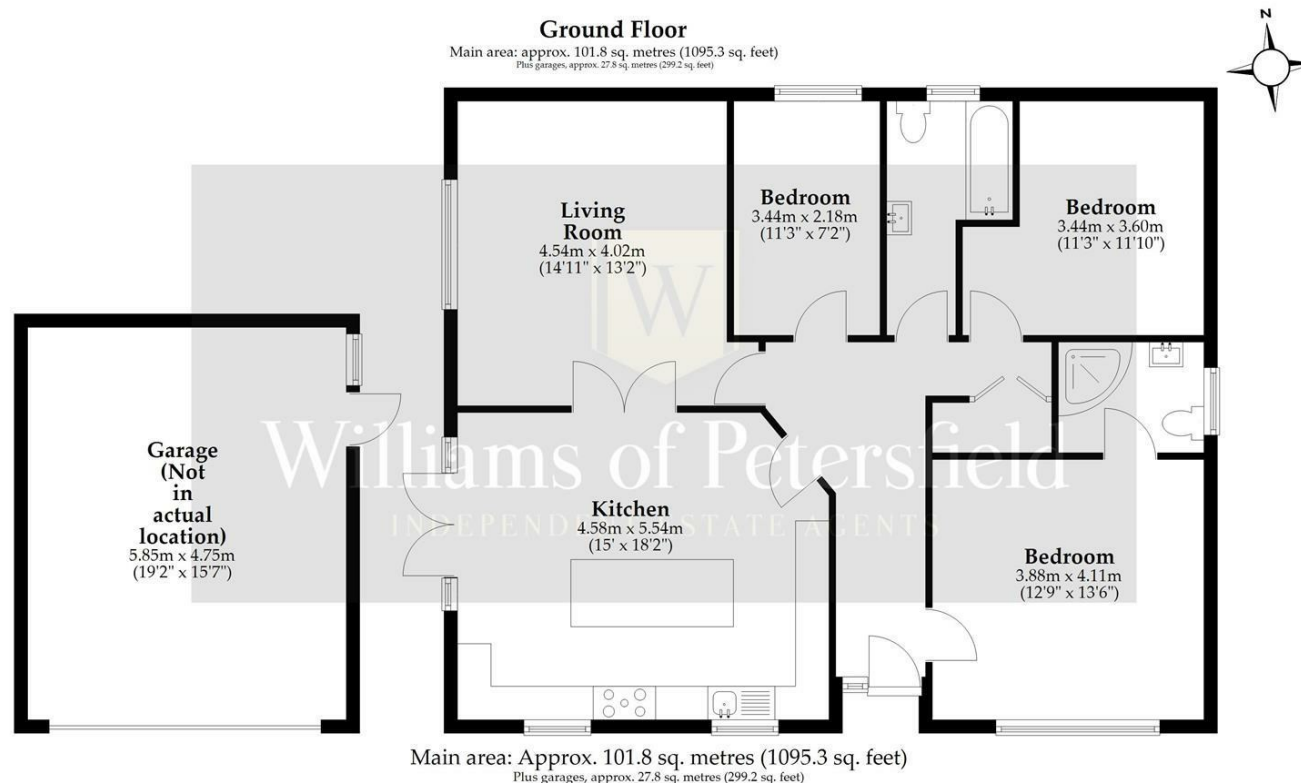 Ground Floor
Main area: approx. 101.8 sq. metres (1095.3 sq. feet)
Plus garages, approx. 27.8 sq. metres (299.2 sq. feet)
N
Living
Room
4.54m x 4.02m
(14'11" x 13'2")
Bedroom
3.44m x 2.18m
(11'3" x 7'2")
Bedroom
3.44m x 3.60m
(11'3" x 11'10")
W
Garage
(Not
in
actual
location)
5.85m x 4.75m
(19'2" x 15'7")
Williams of Petersfield
INDEPENDENT ESTATE AGENTS
Kitchen
4.58m x 5.54m
(15' x 18'2")
Bedroom
3.88m x 4.11m
(12'9" x 13'6")
Main area: Approx. 101.8 sq. metres (1095.3 sq. feet)
Plus garages, approx. 27.8 sq. metres (299.2 sq. feet)